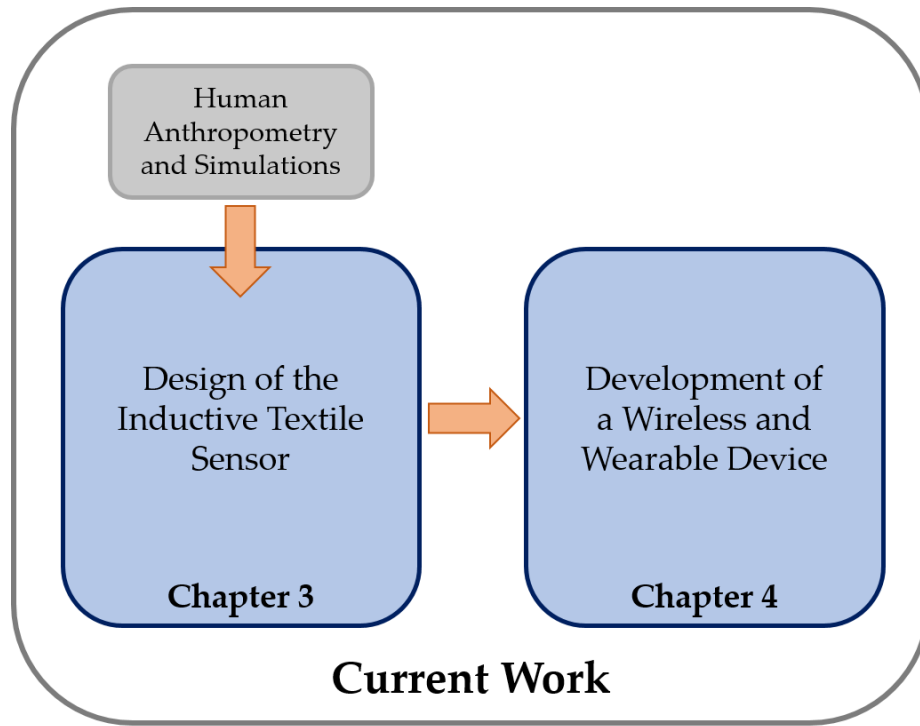 Human
Anthropometry
and Simulations
Design of the
Inductive Textile
Sensor
Chapter 3
Development of
a Wireless and
Wearable Device
Chapter 4
Current Work